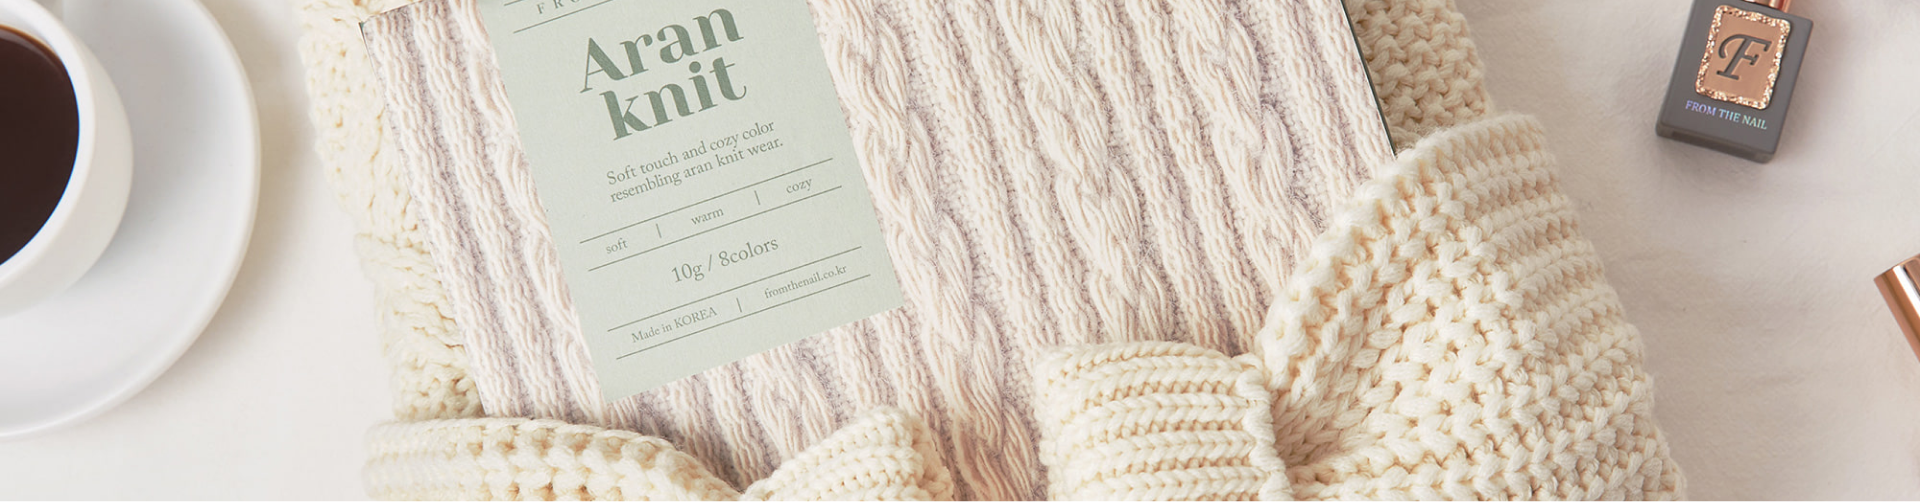 Aran
knit
Soft touch and cozy color
resembling aran knit wear.
soft | warm | cozy
10g / 8colors
Made in KOREA | fromthenail.co.kr
F
FROM THE NAIL